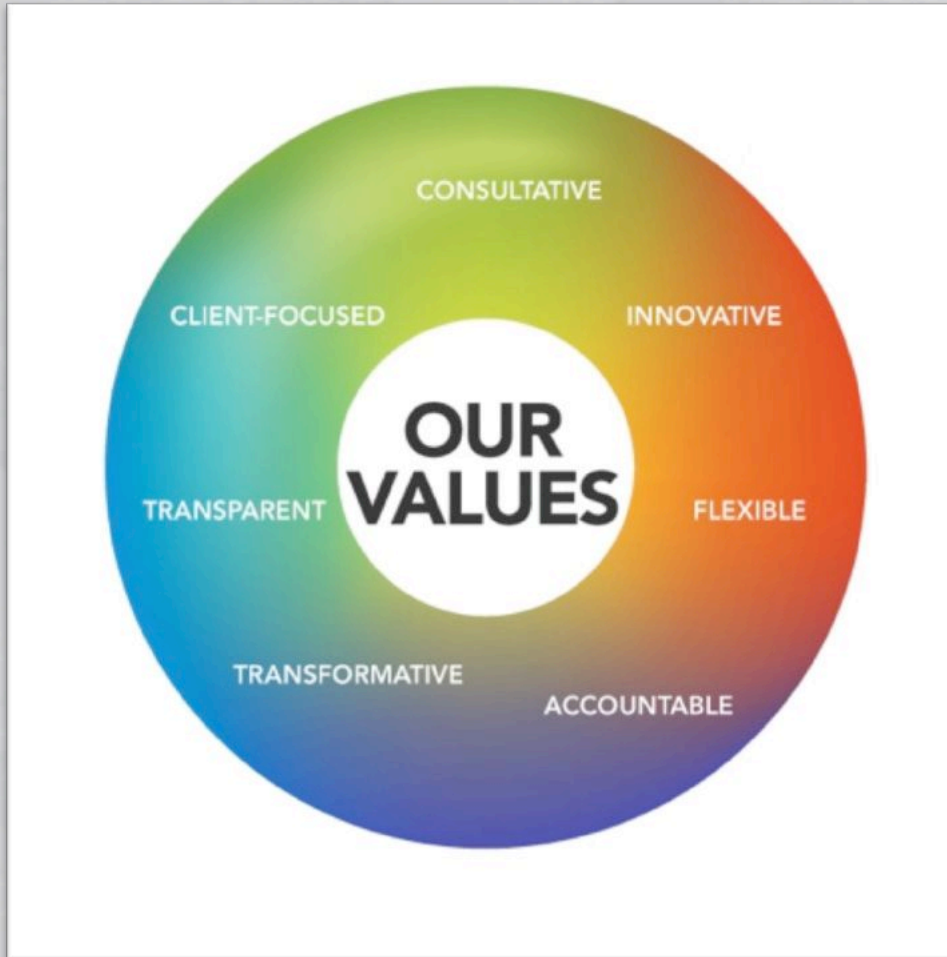 CONSULTATIVE
CLIENT-FOCUSED
INNOVATIVE
OUR
VALUES
TRANSPARENT
FLEXIBLE
TRANSFORMATIVE
ACCOUNTABLE